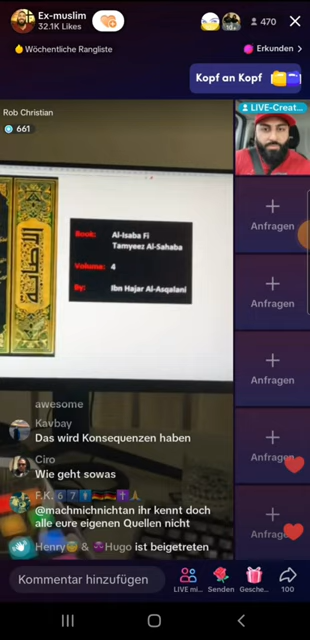 Ex-muslim
32.1K Likes
470
Wöchentliche Rangliste
Erkunden
Kopf an Kopf
Rob Christian
661
LIVE-Creat...
Book: Al-Isaba Fi
Tamyeez Al-Sahaba
Volume: 4
By: Ibn Hajar Al-Asqalani
الإصابة
Anfragen
Anfragen
Anfragen
Anfragen
Anfragen
awesome
Kavbay
Das wird Konsequenzen haben
Ciro
Wie geht sowas
F.K. 6 7
@machmichnichtan ihr kennt doch
alle eure eigenen Quellen nicht
Henry & Hugo ist beigetreten
Kommentar hinzufügen
LIVE mi...
Senden
Gesche...
100